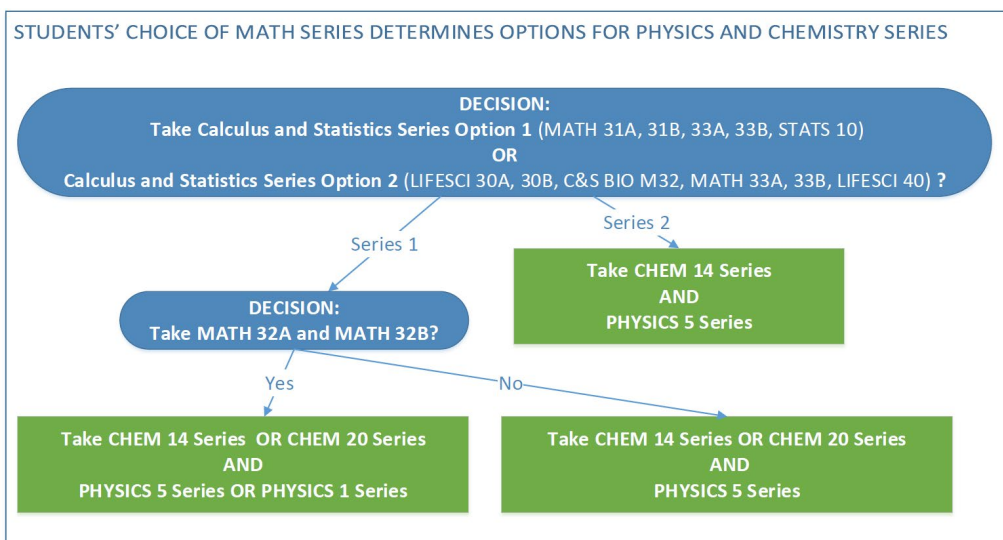 STUDENTS’ CHOICE OF MATH SERIES DETERMINES OPTIONS FOR PHYSICS AND CHEMISTRY SERIES
DECISION:
Take Calculus and Statistics Series Option 1 (MATH 31A, 31B, 33A, 33B, STATS 10)
OR
Calculus and Statistics Series Option 2 (LIFESCI 30A, 30B, C&S BIO M32, MATH 33A, 33B, LIFESCI 40) ?
Series 1
Series 2
Take CHEM 14 Series
AND
PHYSICS 5 Series
DECISION:
Take MATH 32A and MATH 32B?
Yes
No
Take CHEM 14 Series OR CHEM 20 Series
AND
PHYSICS 5 Series OR PHYSICS 1 Series
Take CHEM 14 Series OR CHEM 20 Series
AND
PHYSICS 5 Series